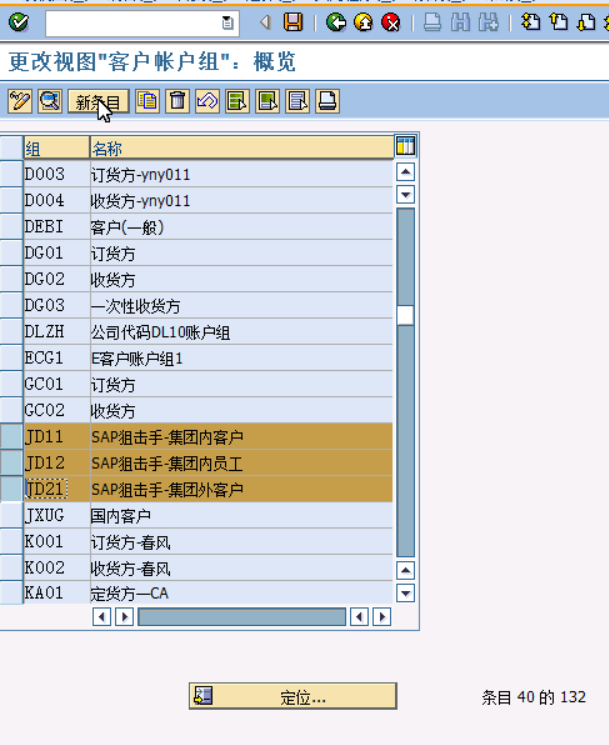 更改视图"客户帐户组": 概览
新条目
组 名称
D003 订货方-yny011
D004 收货方-yny011
DEBI 客户(一般)
DG01 订货方
DG02 收货方
DG03 一次性收货方
DLZH 公司代码DL10账户组
ECG1 E客户账户组1
GC01 订货方
GC02 收货方
JD11 SAP狙击手-集团内客户
JD12 SAP狙击手-集团内员工
JD21 SAP狙击手-集团外客户
JXUG 国内客户
K001 订货方-春风
K002 收货方-春风
KA01 定货方—CA
定位...
条目 40 的 132